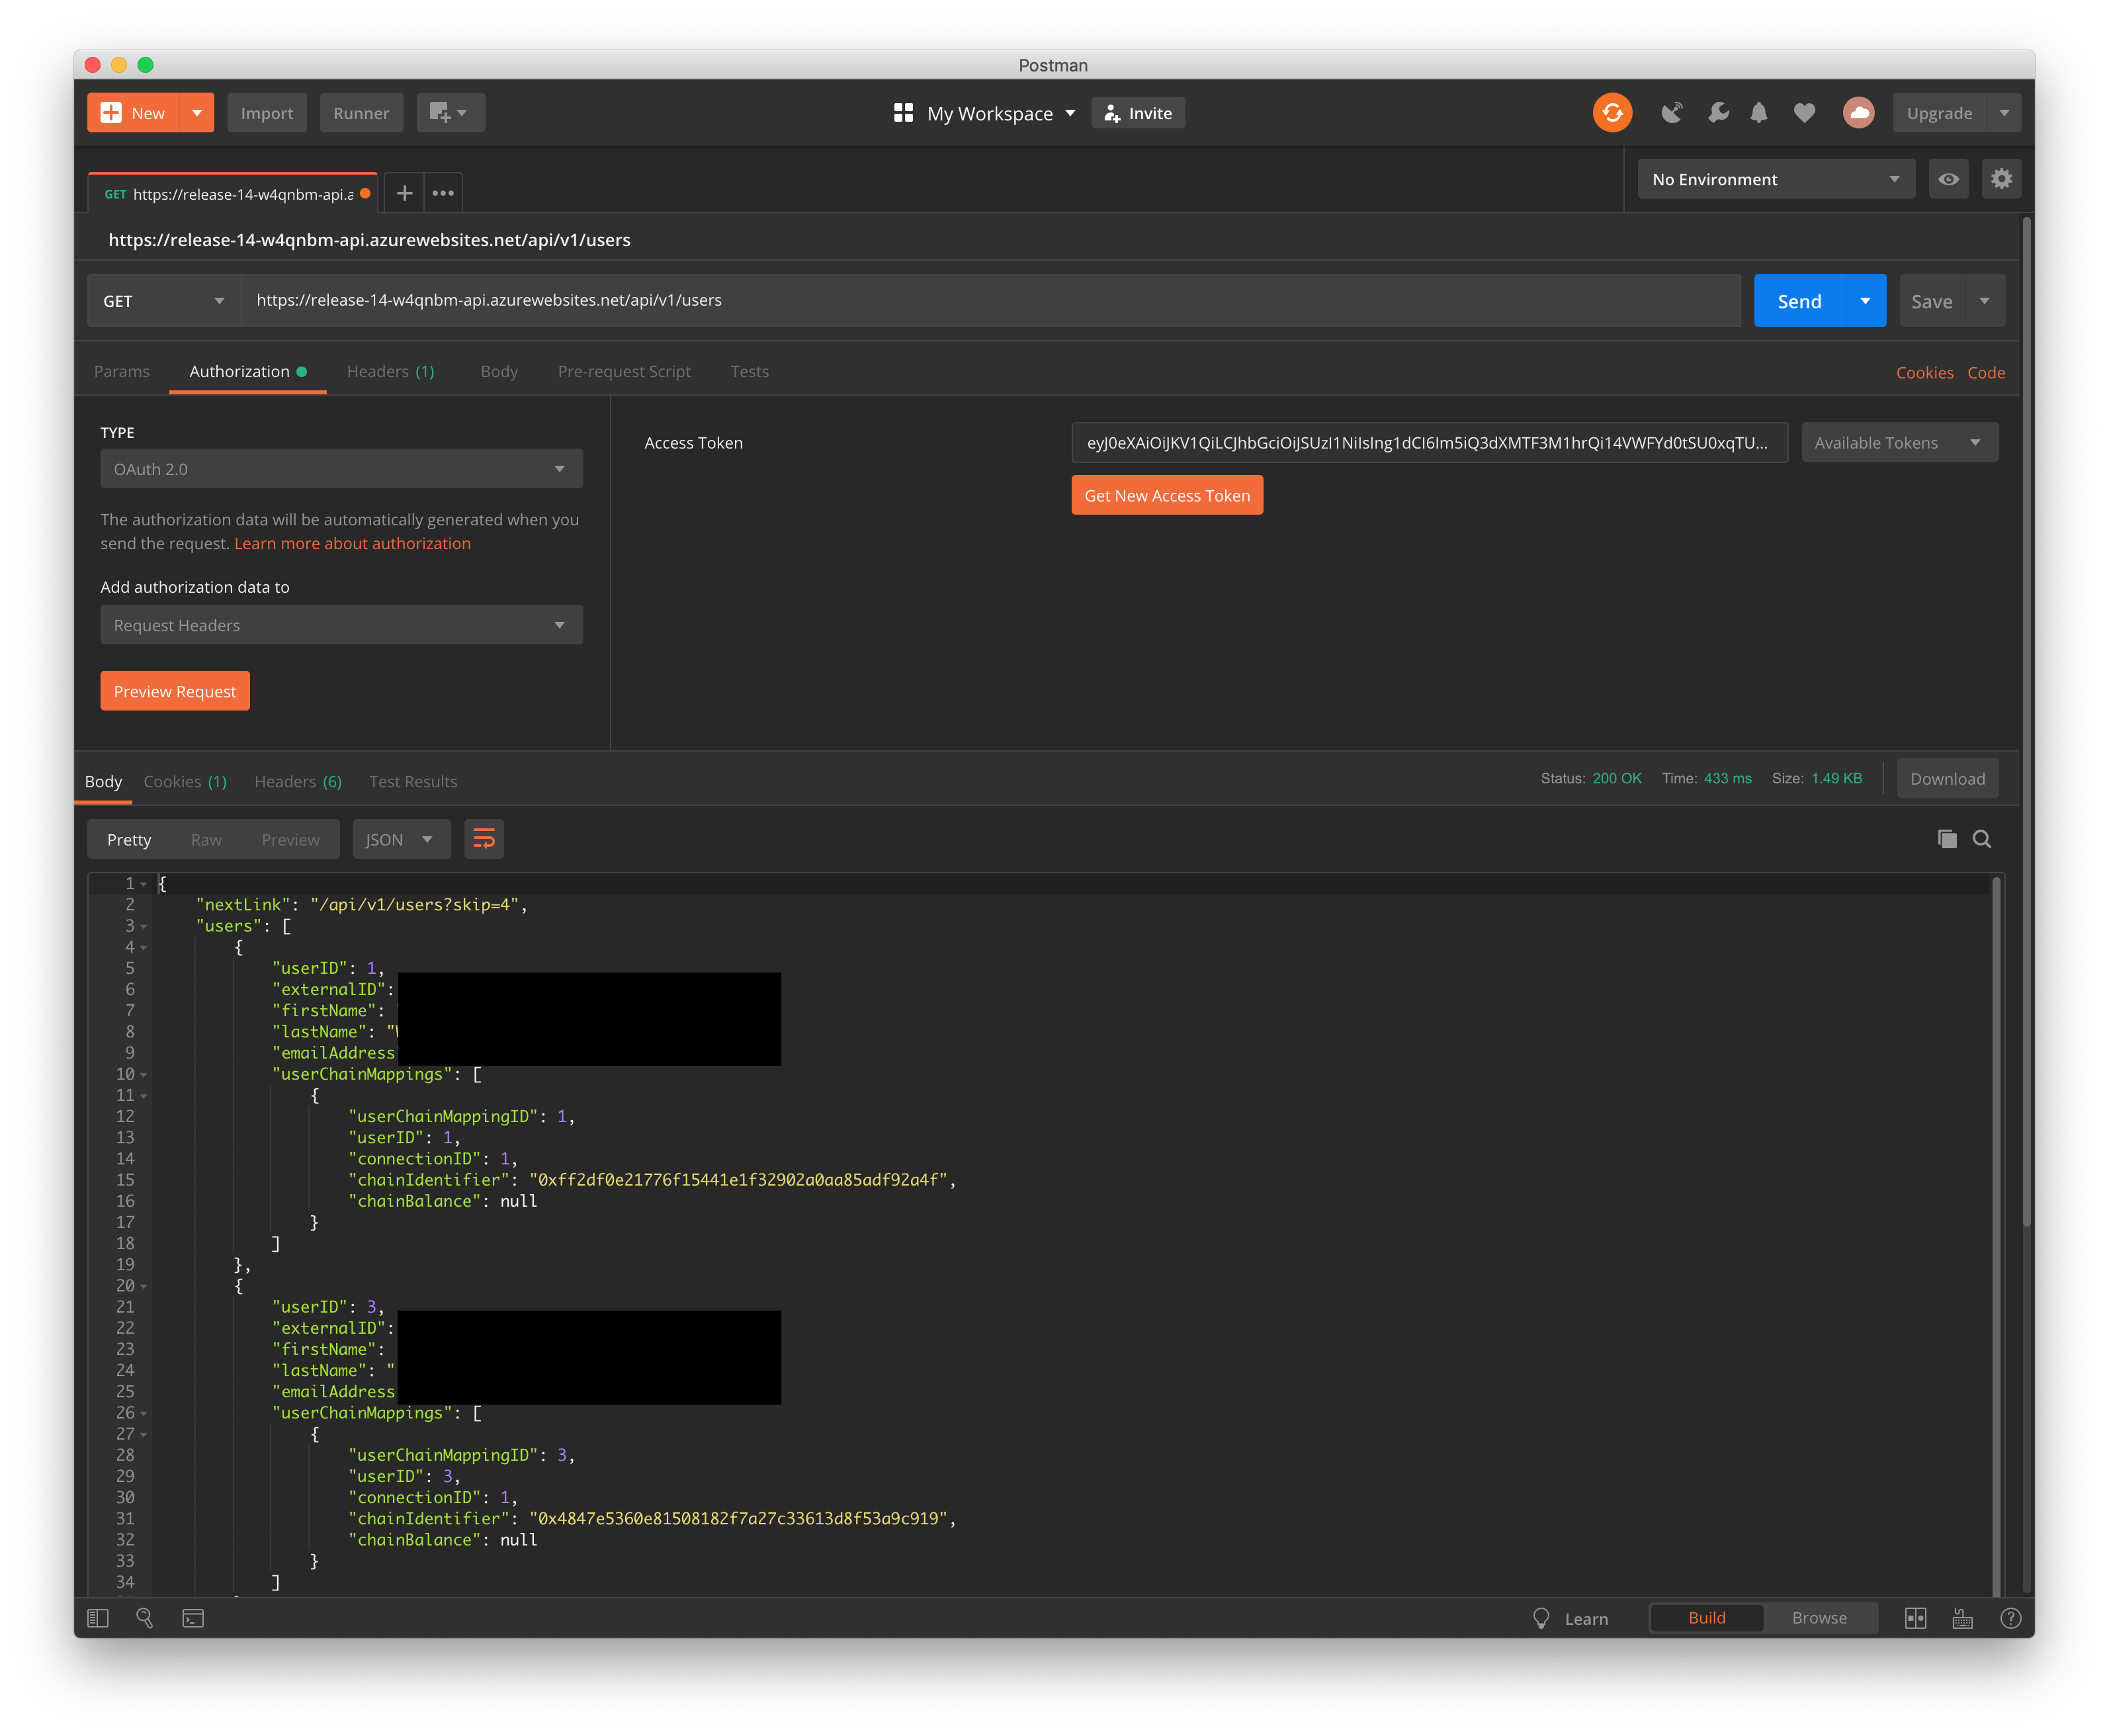 Postman
New Import Runner My Workspace Invite Upgrade
GET https://release-14-w4qnbm-api.a No Environment
https://release-14-w4qnbm-api.azurewebsites.net/api/v1/users
GET https://release-14-w4qnbm-api.azurewebsites.net/api/v1/users Send Save
Params Authorization Headers (1) Body Pre-request Script Tests Cookies Code
TYPE
OAuth 2.0
The authorization data will be automatically generated when you
send the request. Learn more about authorization
Add authorization data to
Request Headers
Preview Request
Access Token eyJ0eXAiOiJKV1QiLCJhbGciOiJSUzI1NiIsIng1dCI6Im5iQ3dXMTF3M1hrQi14VWFYd0tSU0xqTU... Available Tokens
Get New Access Token
Body Cookies (1) Headers (6) Test Results Status: 200 OK Time: 433 ms Size: 1.49 KB Download
Pretty Raw Preview JSON
1 {
2 "nextLink": "/api/v1/users?skip=4",
3 "users": [
4 {
5 "userID": 1,
6 "externalID":
7 "firstName":
8 "lastName": "
9 "emailAddress
10 "userChainMappings": [
11 {
12 "userChainMappingID": 1,
13 "userID": 1,
14 "connectionID": 1,
15 "chainIdentifier": "0xff2df0e21776f15441e1f32902a0aa85adf92a4f",
16 "chainBalance": null
17 }
18 ]
19 },
20 {
21 "userID": 3,
22 "externalID":
23 "firstName":
24 "lastName": "
25 "emailAddress
26 "userChainMappings": [
27 {
28 "userChainMappingID": 3,
29 "userID": 3,
30 "connectionID": 1,
31 "chainIdentifier": "0x4847e5360e81508182f7a27c33613d8f53a9c919",
32 "chainBalance": null
33 }
34 ]
Learn Build Browse